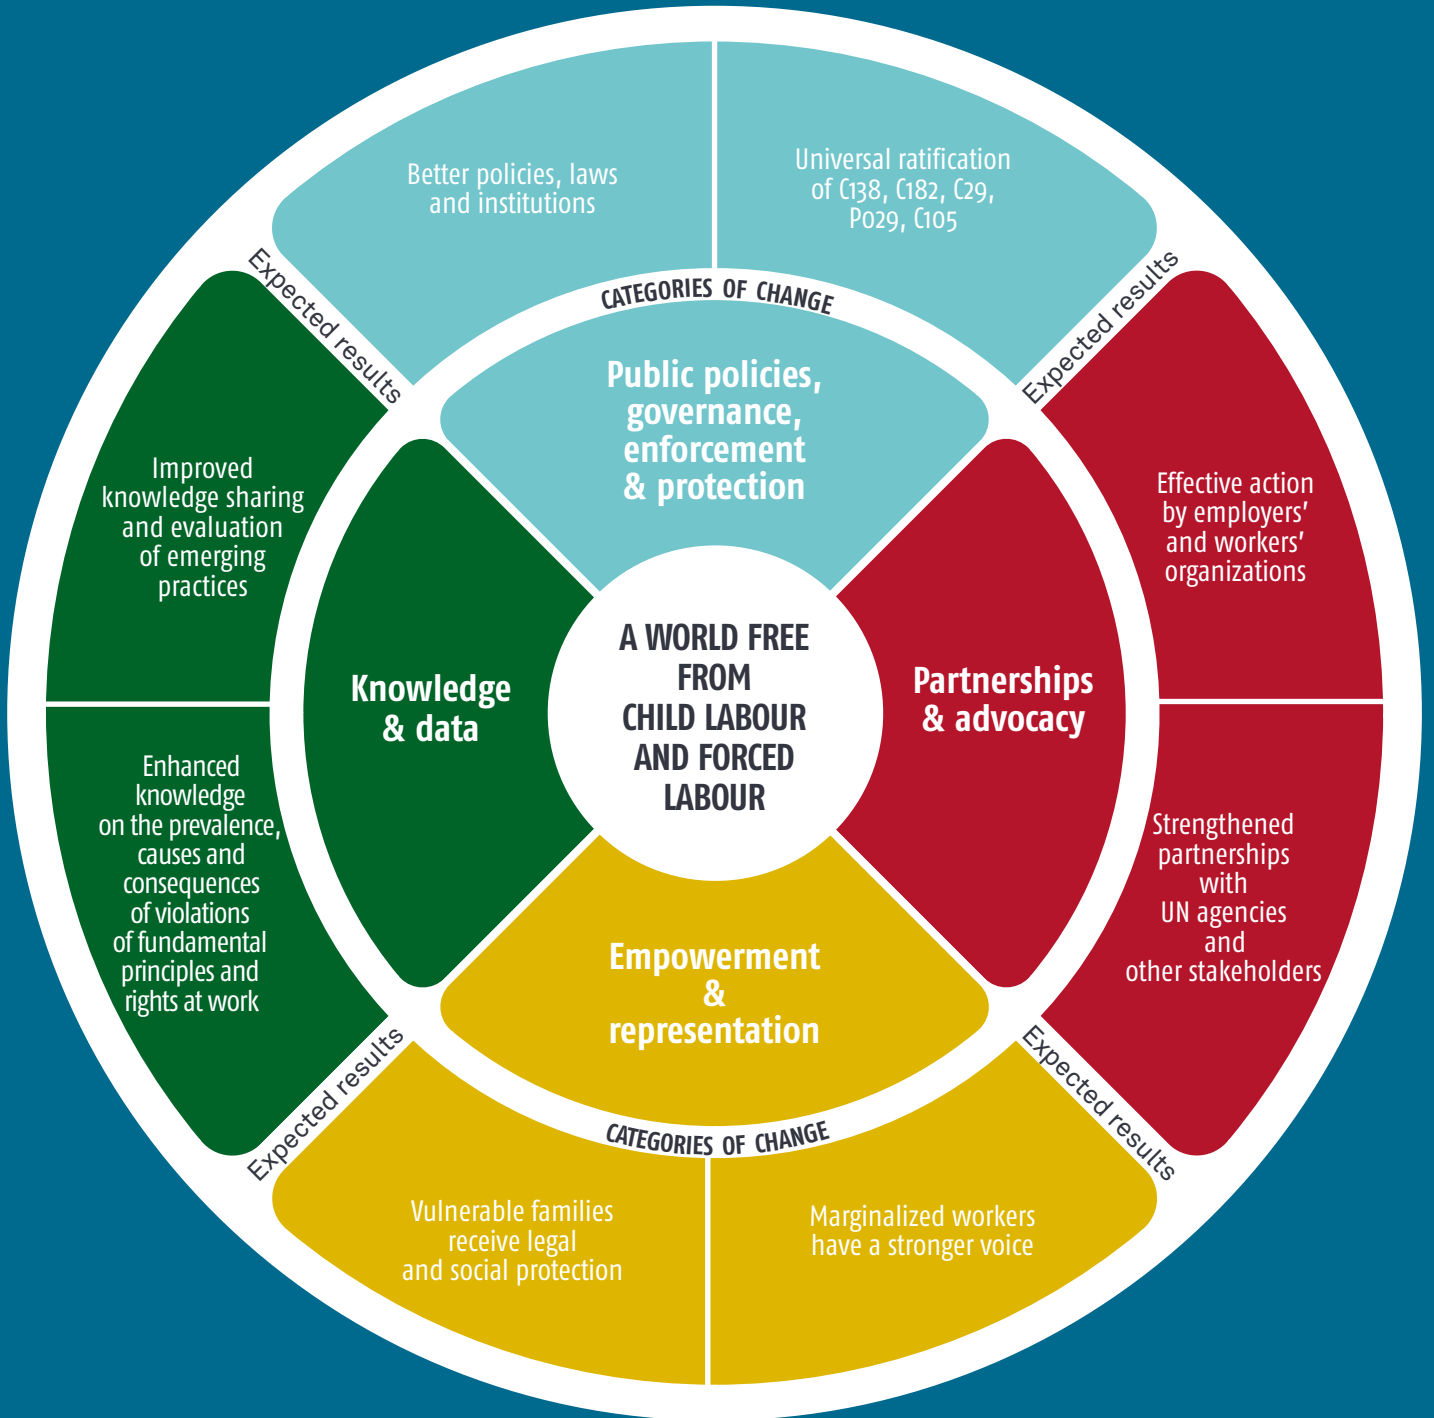 Better policies, laws
and institutions
Universal ratification
of C138, C182, C29,
P029, C105
Expected results
Expected results
CATEGORIES OF CHANGE
Public policies,
governance,
enforcement
& protection
Improved
knowledge sharing
and evaluation
of emerging
practices
Enhanced
knowledge
on the prevalence,
causes and
consequences
of violations
of fundamental
principles and
rights at work
Knowledge
& data
A WORLD FREE
FROM
CHILD LABOUR
AND FORCED
LABOUR
Partnerships
& advocacy
Effective action
by employers’
and workers’
organizations
Strengthened
partnerships
with
UN agencies
and
other stakeholders
Empowerment
&
representation
Expected results
Expected results
CATEGORIES OF CHANGE
Vulnerable families
receive legal
and social protection
Marginalized workers
have a stronger voice